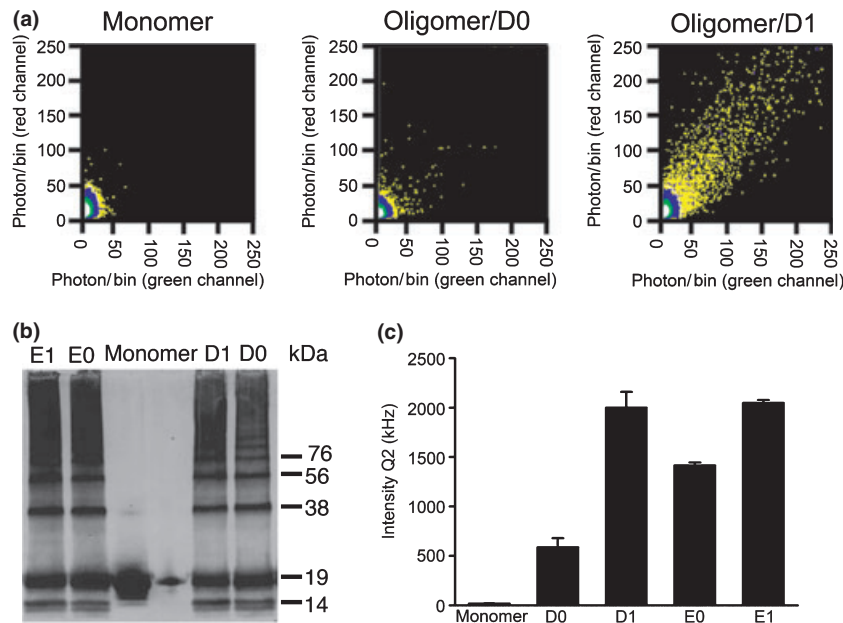 (a)
Monomer
Oligomer/D0
Oligomer/D1
Photon/bin (red channel)
250
200
150
100
50
0
0 50 100 150 200 250
Photon/bin (green channel)
Photon/bin (red channel)
250
200
150
100
50
0
0 50 100 150 200 250
Photon/bin (green channel)
Photon/bin (red channel)
250
200
150
100
50
0
0 50 100 150 200 250
Photon/bin (green channel)
(b)
E1 E0 Monomer D1 D0 kDa
76
56
38
19
14
(c)
Intensity Q2 (kHz)
2500
2000
1500
1000
500
0
Monomer D0 D1 E0 E1